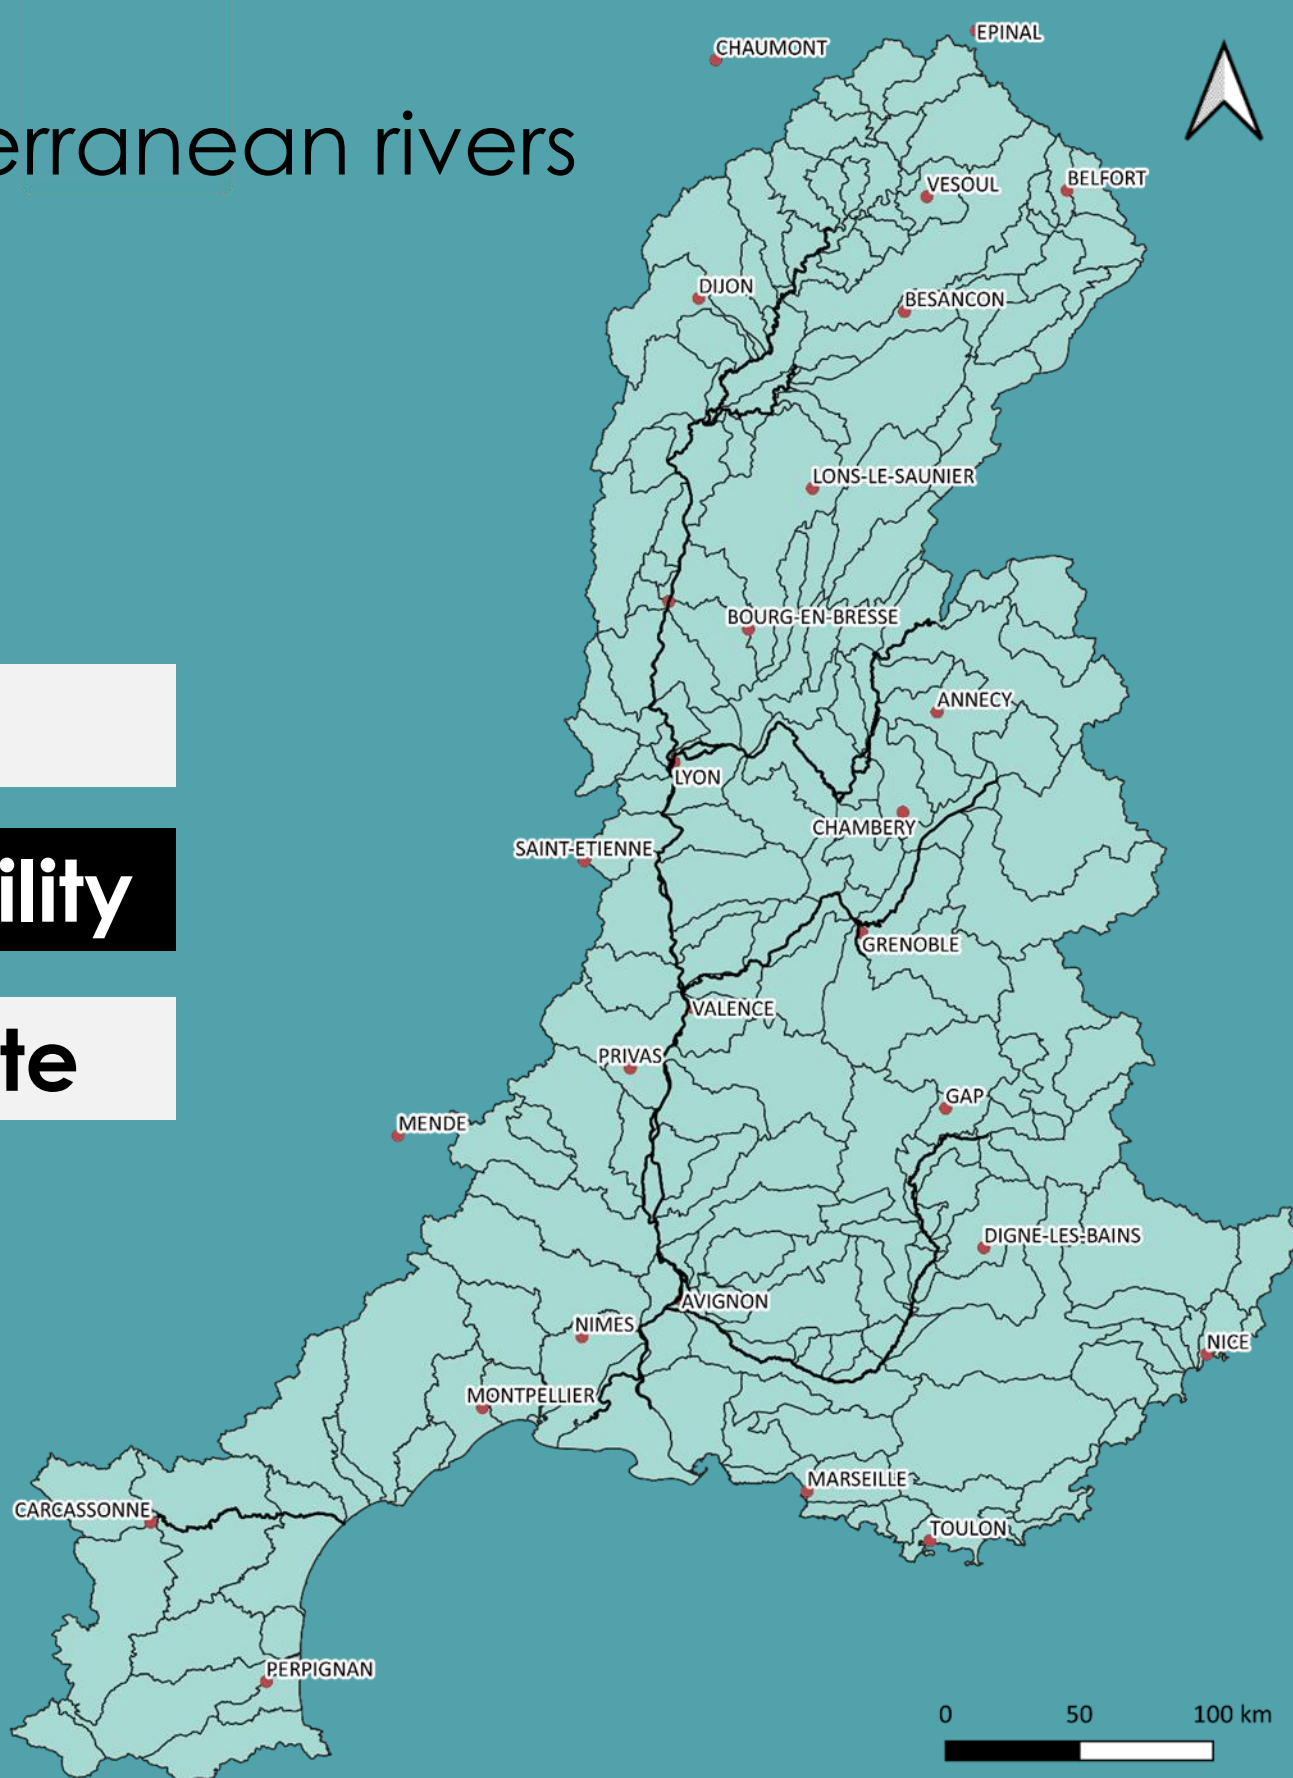 EPINAL
CHAUMONT
erranean rivers
VESOUL
BELFORT
DIJON
BESANCON
LONS-LE-SAUNIER
BOURG-EN-BRESSE
ANNECY
LYON
CHAMBERY
SAINT-ETIENNE
ility
GRENOBLE
VALENCE
te
PRIVAS
GAP
MENDE
DIGNE-LES-BAINS
AVIGNON
NIMES
NICE
MONTPELLIER
MARSEILLE
CARCASSONNE
TOULON
PERPIGNAN
0 50 100 km